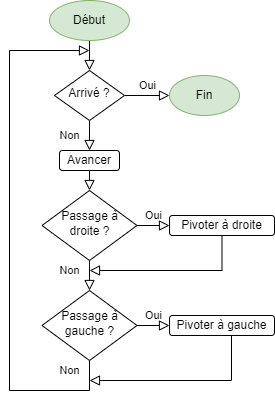 Début
Arrivé ?
Oui
Fin
Non
Avancer
Passage à
droite ?
Oui
Pivoter à droite
Non
Passage à
gauche ?
Oui
Pivoter à gauche
Non